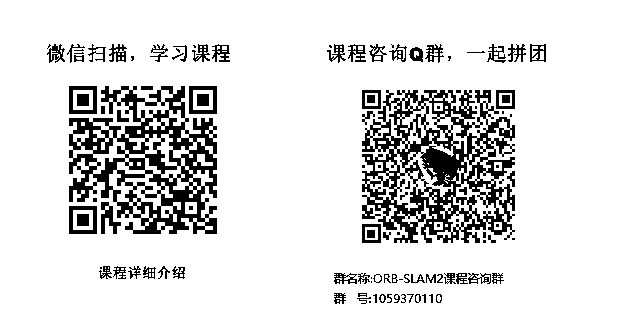 微信扫描，学习课程
课程咨询Q群，一起拼团
课程详细介绍
群名称:ORB-SLAM2课程咨询群
群 号:1059370110